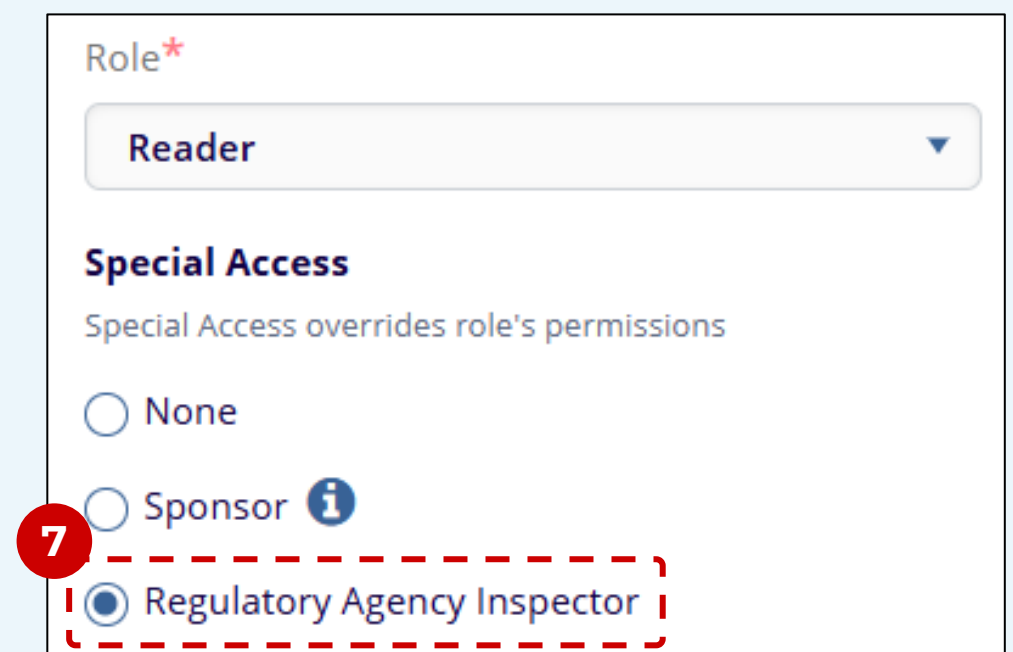 Role*
Reader
Special Access
Special Access overrides role's permissions
None
Sponsor
7
Regulatory Agency Inspector